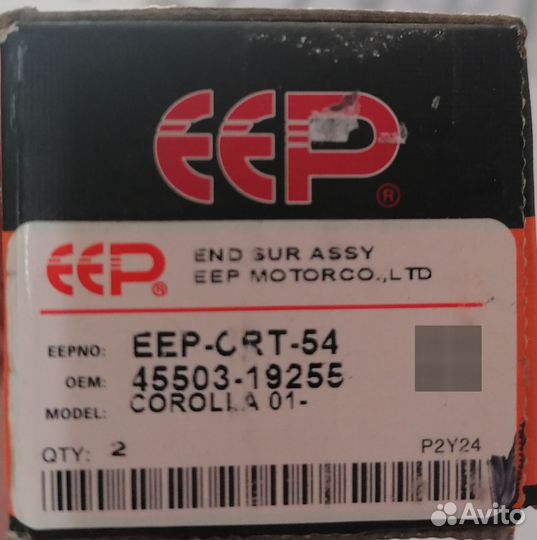 EEP
®
EEP®
END SUR ASSY
EEP MOTORCO.,LTD
EEPNO: EEP-CRT-54
OEM: 45503-19255
MODEL: COROLLA 01-
QTY: 2
P2Y24
Avito